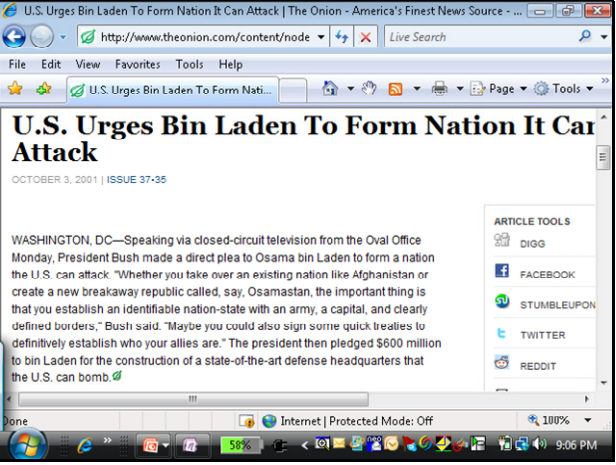 U.S. Urges Bin Laden To Form Nation It Can Attack | The Onion - America's Finest News Source - ...
http://www.theonion.com/content/node
Live Search
File Edit View Favorites Tools Help
U.S. Urges Bin Laden To Form Nati...
Page Tools
U.S. Urges Bin Laden To Form Nation It Can
Attack
OCTOBER 3, 2001 | ISSUE 37•35
ARTICLE TOOLS
DIGG
FACEBOOK
STUMBLEUPON
TWITTER
REDDIT
WASHINGTON, DC—Speaking via closed-circuit television from the Oval Office
Monday, President Bush made a direct plea to Osama bin Laden to form a nation
the U.S. can attack. "Whether you take over an existing nation like Afghanistan or
create a new breakaway republic called, say, Osamastan, the important thing is
that you establish an identifiable nation-state with an army, a capital, and clearly
defined borders," Bush said. "Maybe you could also sign some quick treaties to
definitively establish who your allies are." The president then pledged $600 million
to bin Laden for the construction of a state-of-the-art defense headquarters that
the U.S. can bomb.
Done
Internet | Protected Mode: Off
100%
58%
9:06 PM